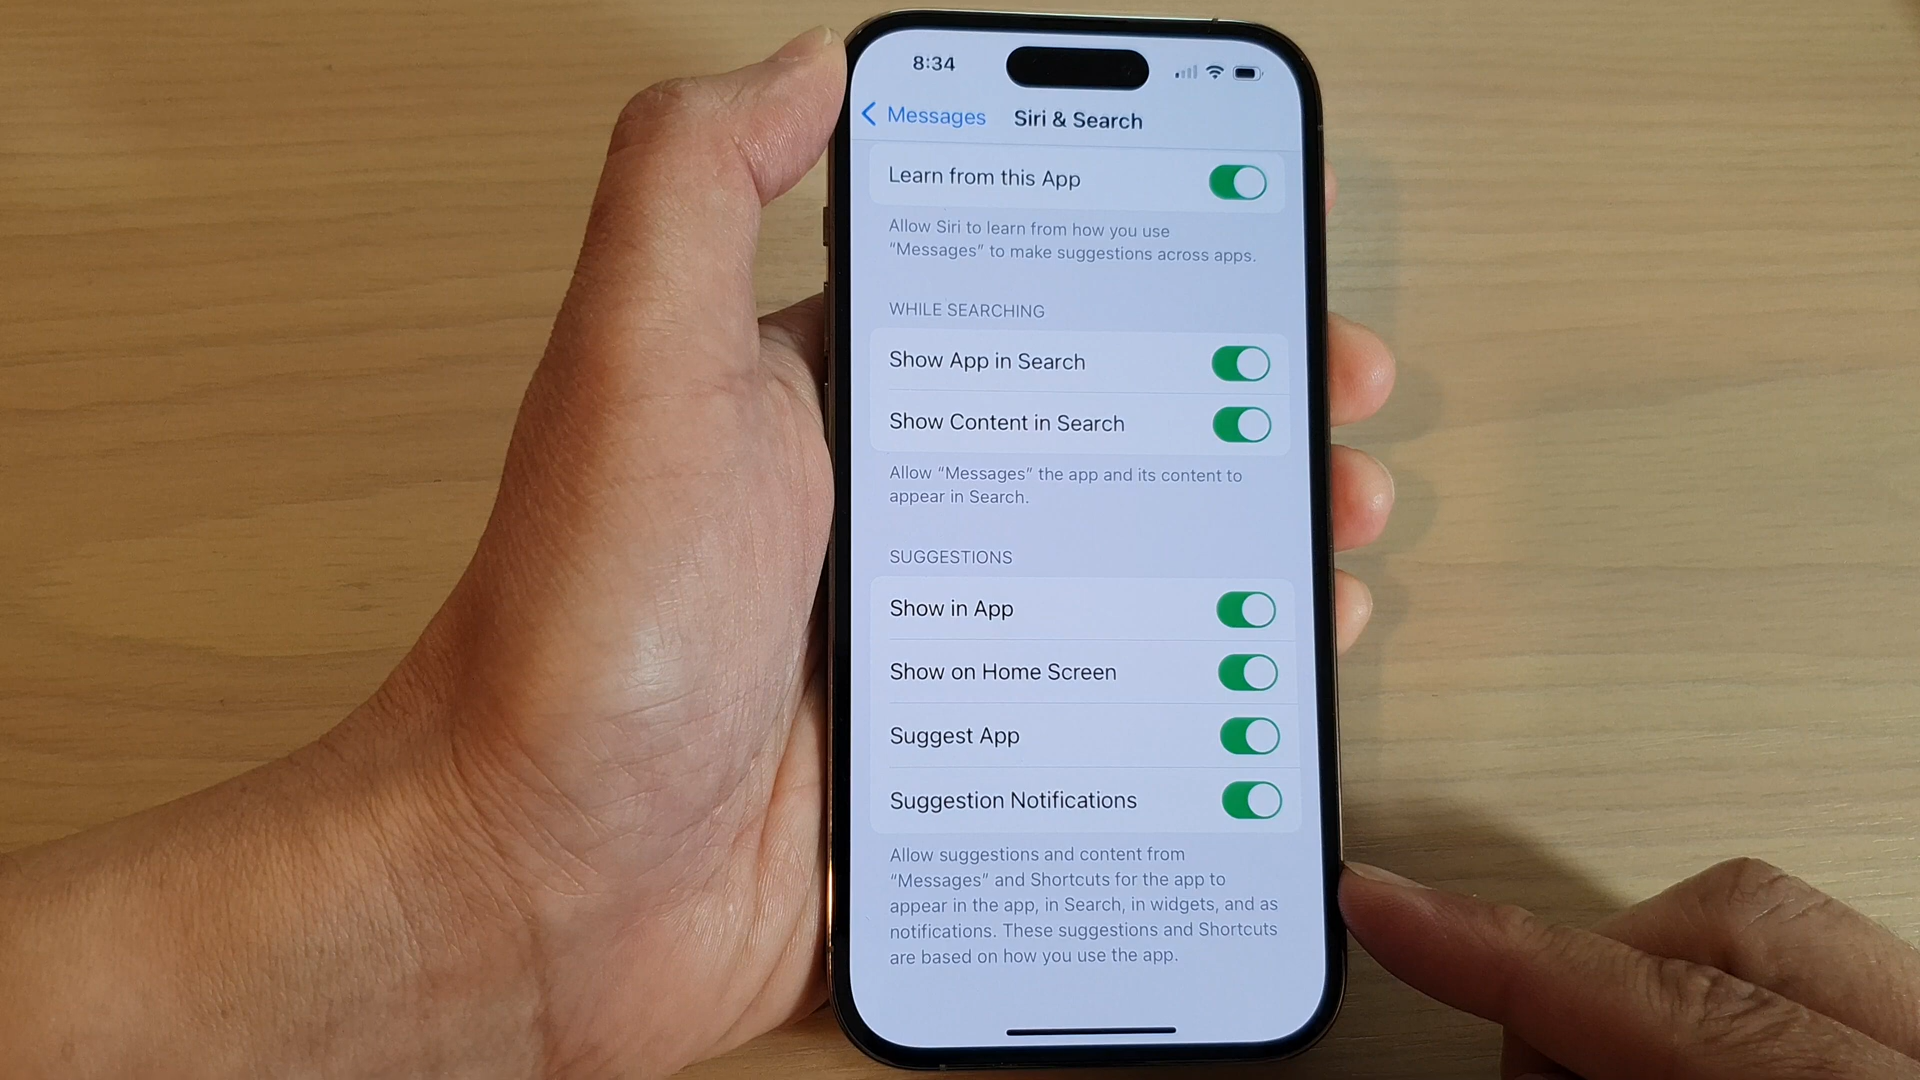 8:34
Messages Siri & Search
Learn from this App
Allow Siri to learn from how you use
“Messages” to make suggestions across apps.
WHILE SEARCHING
Show App in Search
Show Content in Search
Allow “Messages” the app and its content to
appear in Search.
SUGGESTIONS
Show in App
Show on Home Screen
Suggest App
Suggestion Notifications
Allow suggestions and content from
“Messages” and Shortcuts for the app to
appear in the app, in Search, in widgets, and as
notifications. These suggestions and Shortcuts
are based on how you use the app.